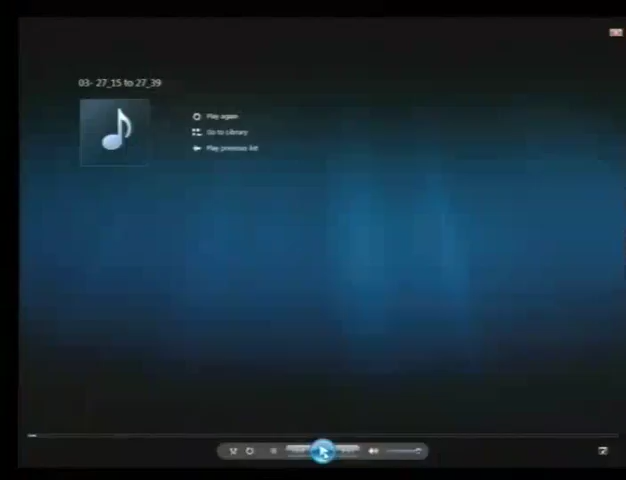 03- 27_15 to 27_39
Play again
Go to Library
Play previous list